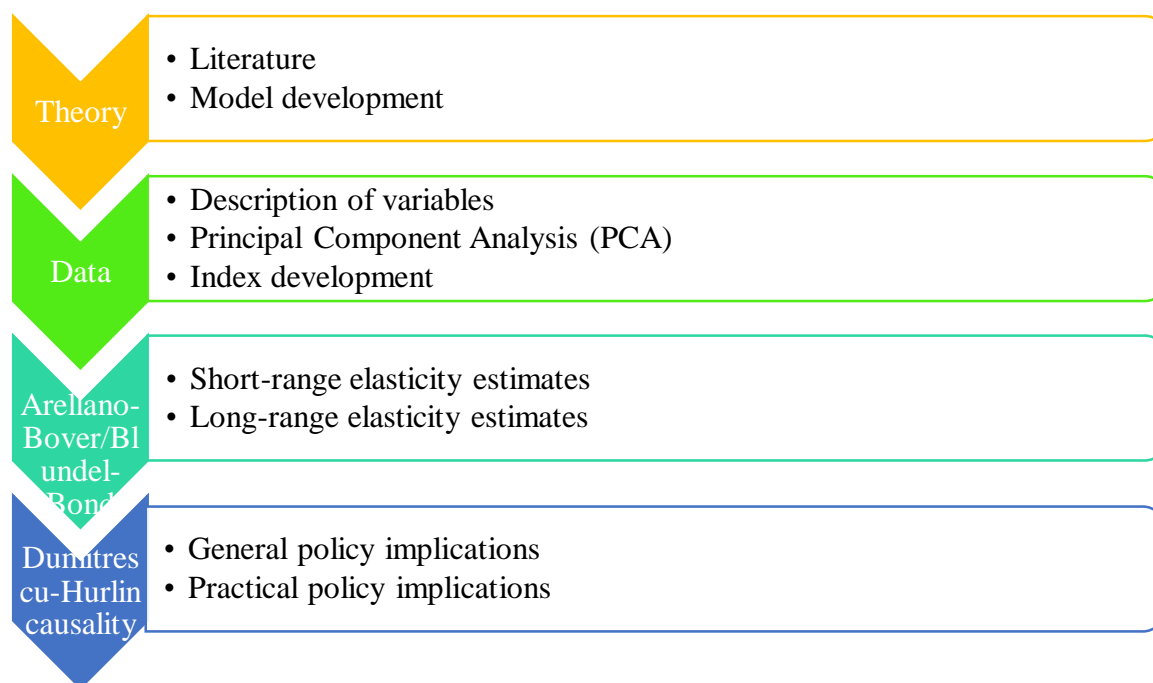 Theory
• Literature
• Model development
Data
• Description of variables
• Principal Component Analysis (PCA)
• Index development
Arellano-
Bover/Bl
undel-
Bond
• Short-range elasticity estimates
• Long-range elasticity estimates
Dumitres
cu-Hurlin
causality
• General policy implications
• Practical policy implications